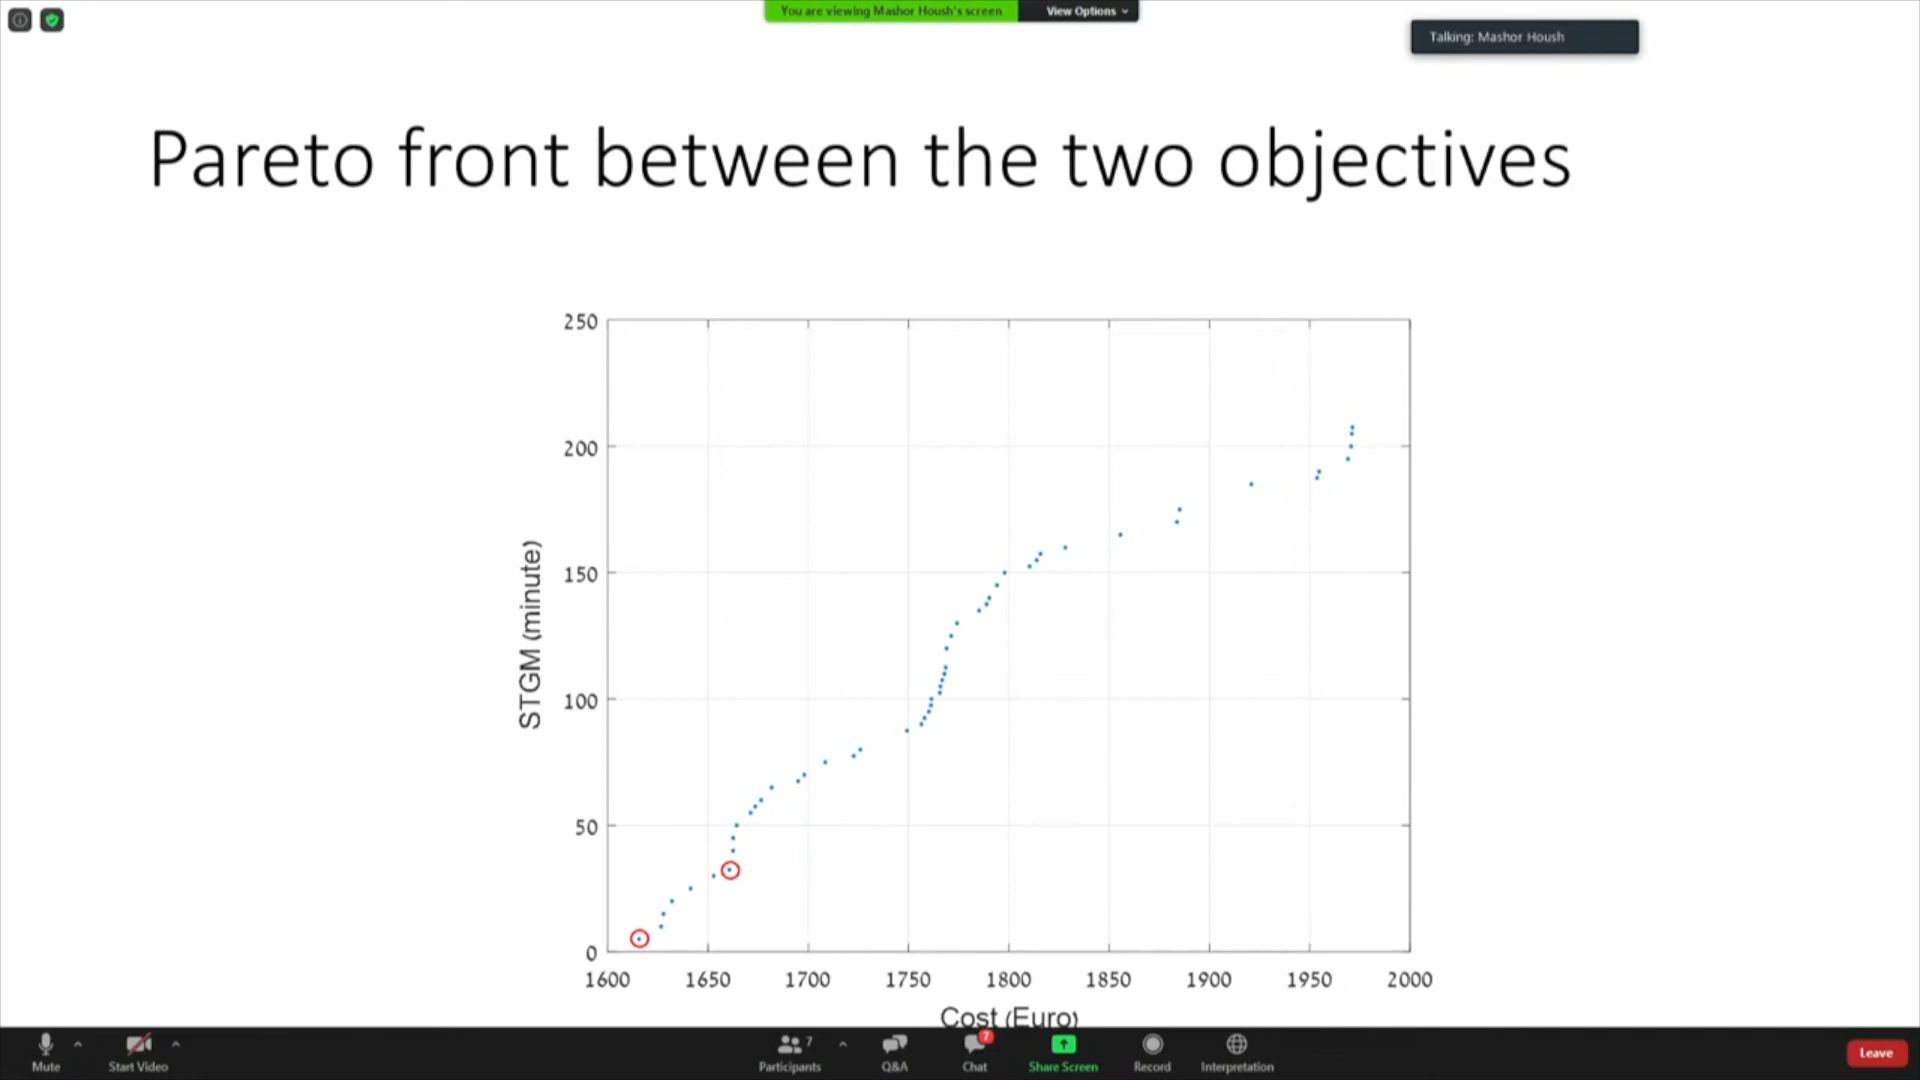 You are viewing Mashor Housh's screen
View Options
Talking: Mashor Housh
Pareto front between the two objectives
250
200
150
100
50
0
STGM (minute)
1600 1650 1700 1750 1800 1850 1900 1950 2000
Cost (Euro)
Mute
Start Video
7
Participants
Q&A
7
Chat
Share Screen
Record
Interpretation
Leave